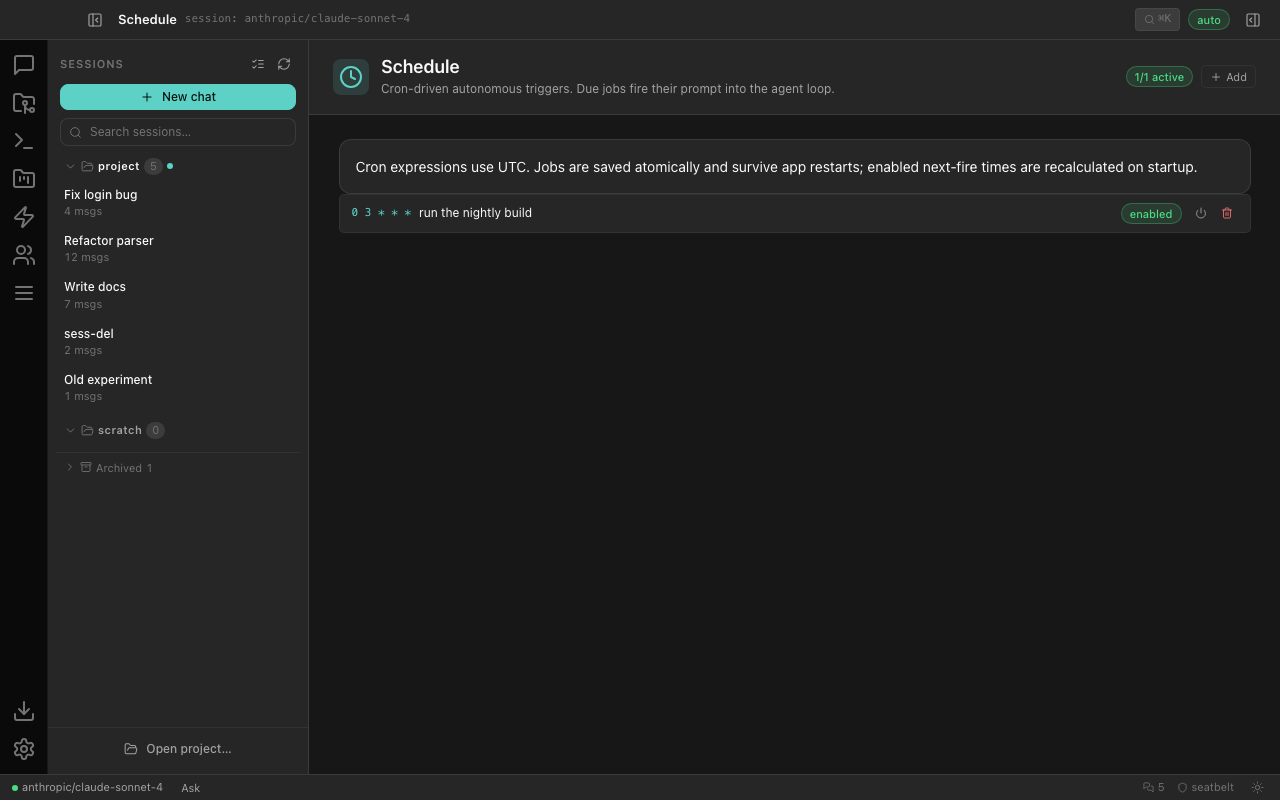 Schedule session: anthropic/claude-sonnet-4
⌘K
auto
SESSIONS
New chat
Search sessions...
project 5
Fix login bug
4 msgs
Refactor parser
12 msgs
Write docs
7 msgs
sess-del
2 msgs
Old experiment
1 msgs
scratch 0
Archived 1
Open project...
Schedule
Cron-driven autonomous triggers. Due jobs fire their prompt into the agent loop.
1/1 active
Add
Cron expressions use UTC. Jobs are saved atomically and survive app restarts; enabled next-fire times are recalculated on startup.
0 3 * * * run the nightly build
enabled
anthropic/claude-sonnet-4 Ask
5 seatbelt